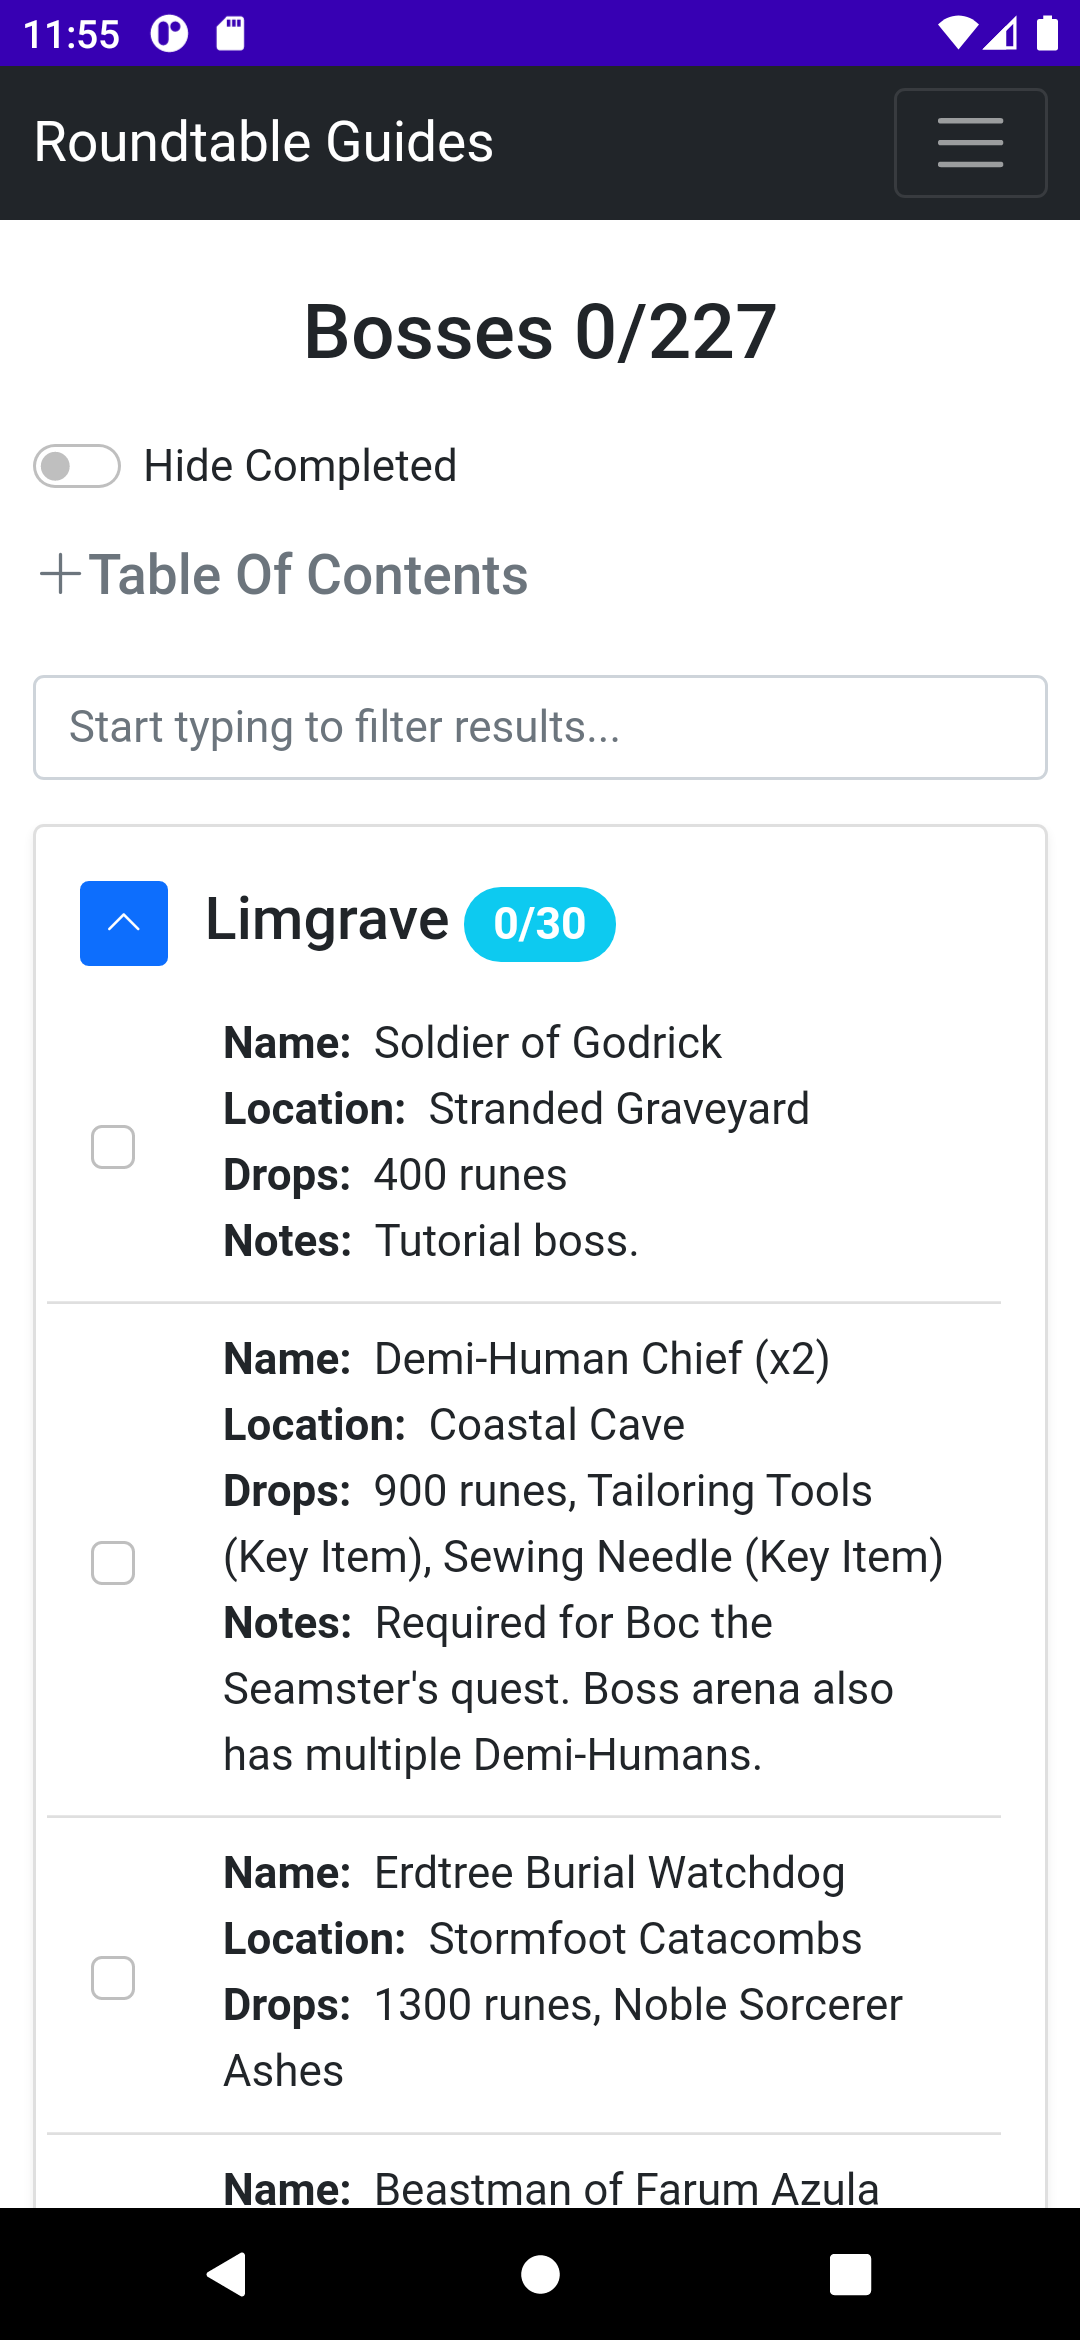 11:55
Roundtable Guides
Bosses 0/227
Hide Completed
Table Of Contents
Start typing to filter results...
Limgrave 0/30
Name: Soldier of Godrick
Location: Stranded Graveyard
Drops: 400 runes
Notes: Tutorial boss.
Name: Demi-Human Chief (x2)
Location: Coastal Cave
Drops: 900 runes, Tailoring Tools
(Key Item), Sewing Needle (Key Item)
Notes: Required for Boc the
Seamster's quest. Boss arena also
has multiple Demi-Humans.
Name: Erdtree Burial Watchdog
Location: Stormfoot Catacombs
Drops: 1300 runes, Noble Sorcerer
Ashes
Name: Beastman of Farum Azula